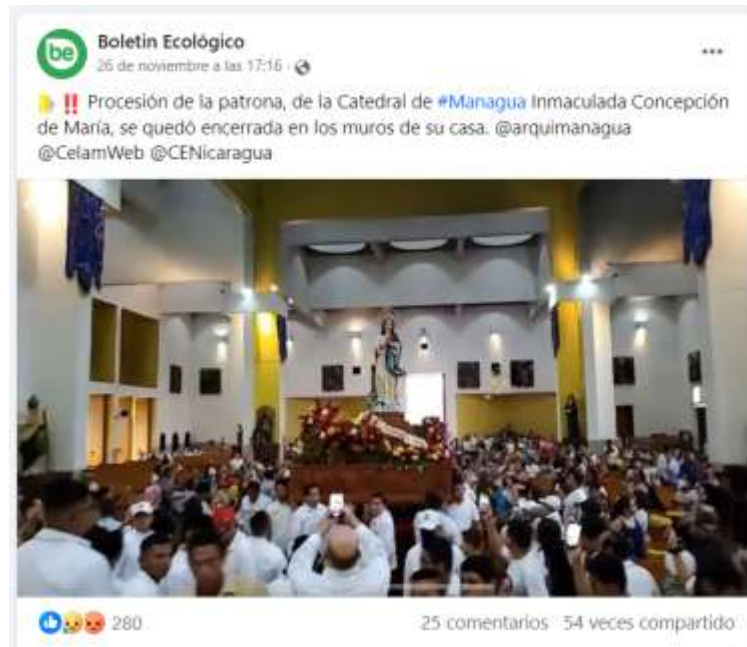 be
Boletin Ecológico
26 de noviembre a las 17:16 ·
Procesión de la patrona, de la Catedral de #Managua Inmaculada Concepción
de María, se quedó encerrada en los muros de su casa. @arquimanagua
@CelamWeb @CENicaragua
280
25 comentarios 54 veces compartido